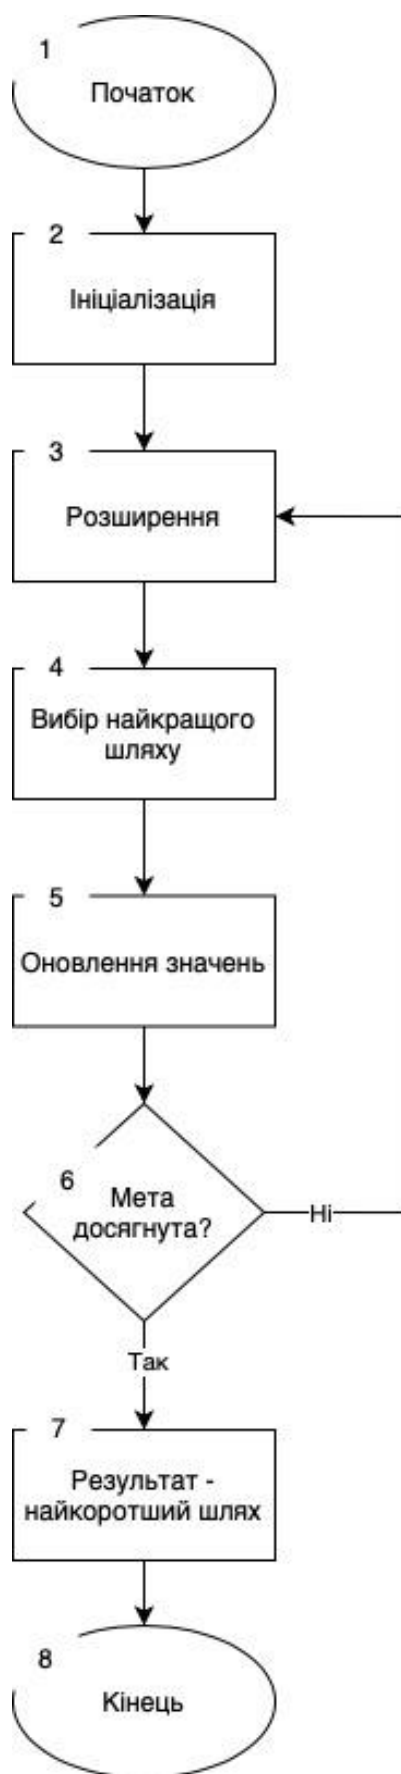 1
Початок
2
Ініціалізація
3
Розширення
4
Вибір найкращого
шляху
5
Оновлення значень
6
Мета
досягнута?
Ні
Так
7
Результат -
найкоротший шлях
8
Кінець